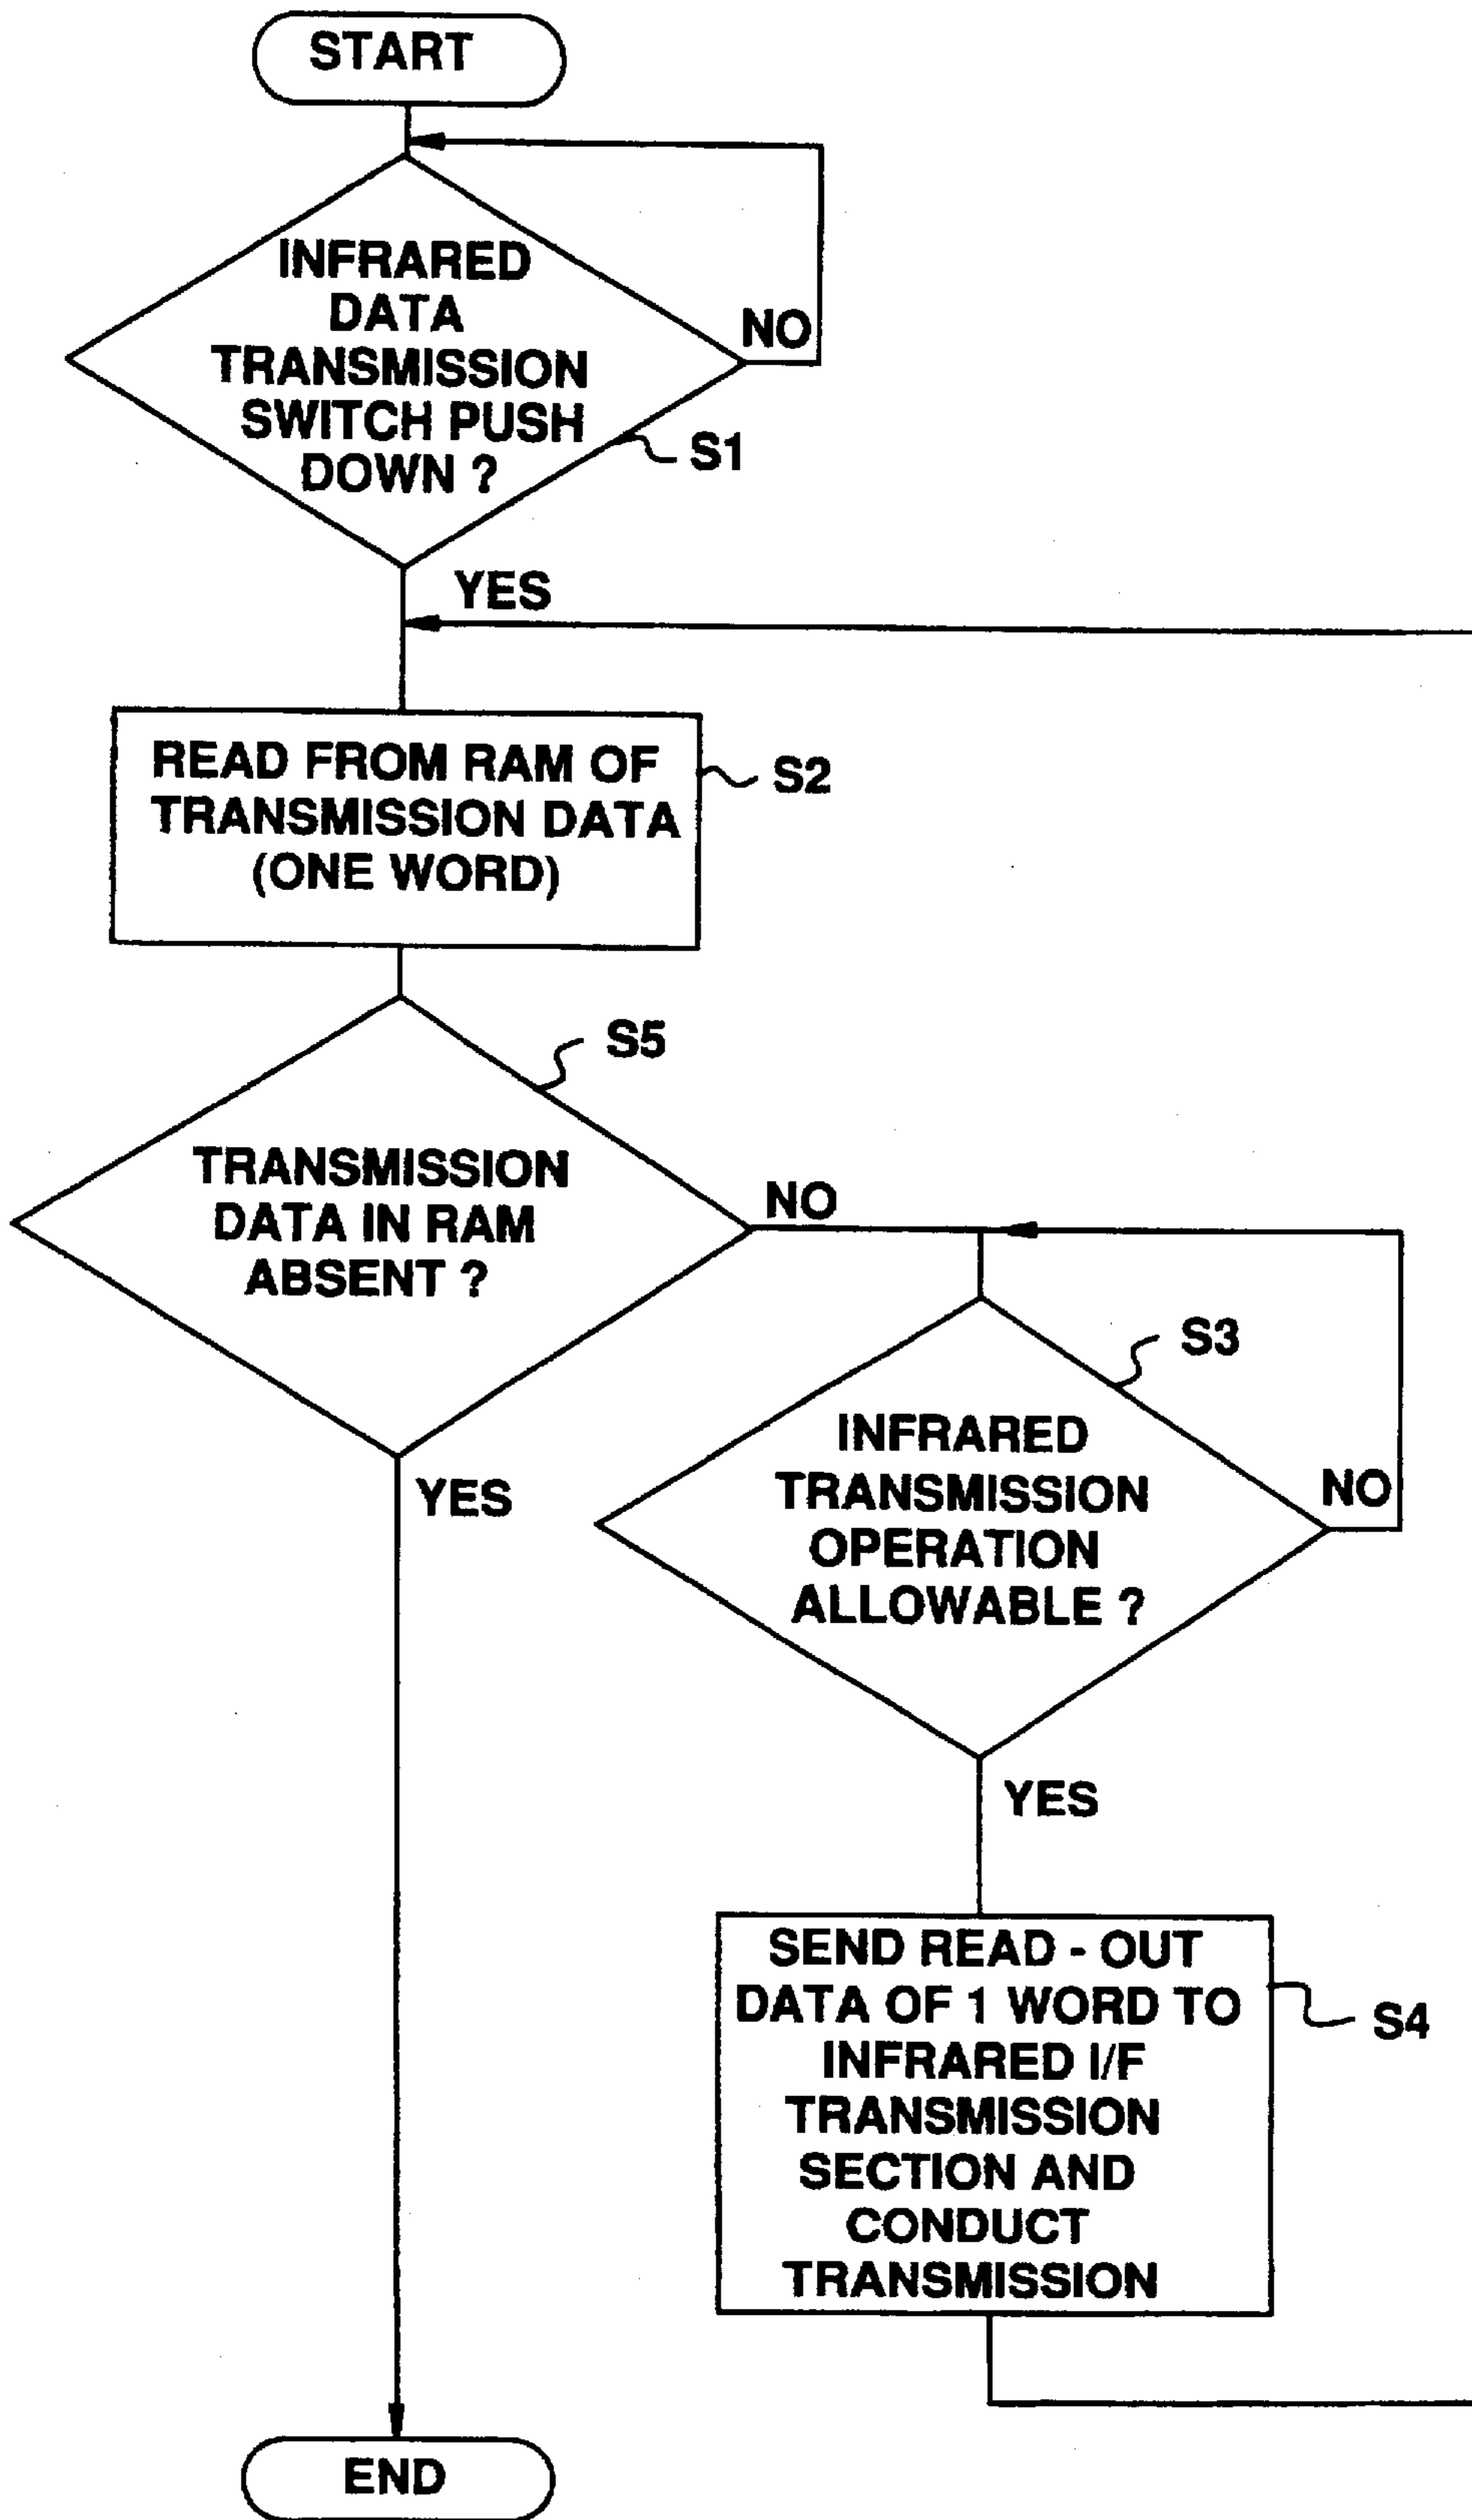 START
INFRARED
DATA
TRANSMISSION
SWITCH PUSH
DOWN ?
NO
S1
YES
READ FROM RAM OF
TRANSMISSION DATA
(ONE WORD)
S2
S5
TRANSMISSION
DATA IN RAM
ABSENT ?
NO
YES
S3
INFRARED
TRANSMISSION
OPERATION
ALLOWABLE ?
NO
YES
SEND READ - OUT
DATA OF 1 WORD TO
INFRARED I/F
TRANSMISSION
SECTION AND
CONDUCT
TRANSMISSION
S4
END